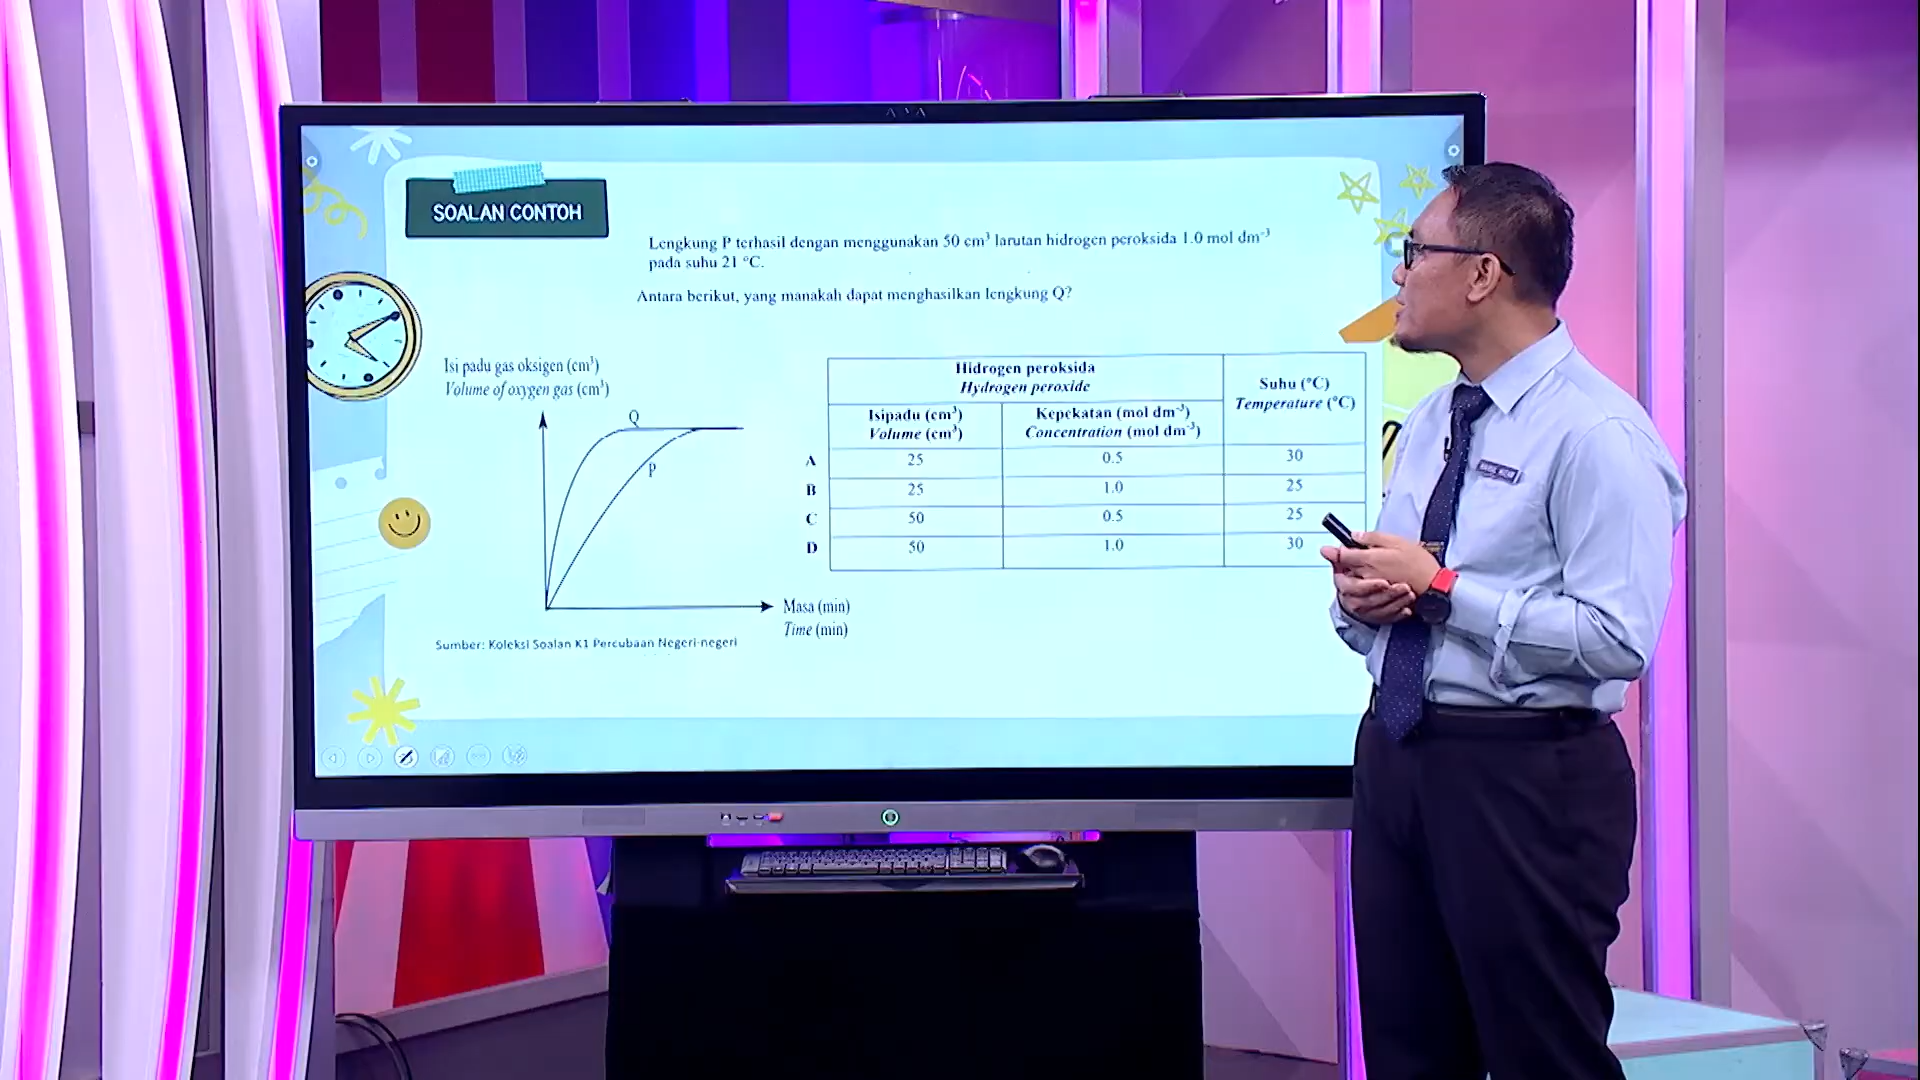 SOALAN CONTOH
Lengkung P terhasil dengan menggunakan 50 cm³ larutan hidrogen peroksida 1.0 mol dm⁻³
pada suhu 21 °C.
Antara berikut, yang manakah dapat menghasilkan lengkung Q?
Isi padu gas oksigen (cm³)
Volume of oxygen gas (cm³)
Q
P
Masa (min)
Time (min)
Sumber: Koleksi Soalan K1 Percubaan Negeri-negeri
Hidrogen peroksida
Hydrogen peroxide
Suhu (°C)
Temperature (°C)
Isipadu (cm³)
Volume (cm³)
Kepekatan (mol dm⁻³)
Concentration (mol dm⁻³)
A 25 0.5 30
B 25 1.0 25
C 50 0.5 25
D 50 1.0 30